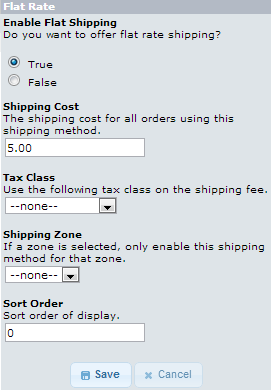 Flat Rate
Enable Flat Shipping
Do you want to offer flat rate shipping?
True
False
Shipping Cost
The shipping cost for all orders using this
shipping method.
5.00
Tax Class
Use the following tax class on the shipping fee.
--none--
Shipping Zone
If a zone is selected, only enable this shipping
method for that zone.
--none--
Sort Order
Sort order of display.
0
Save Cancel